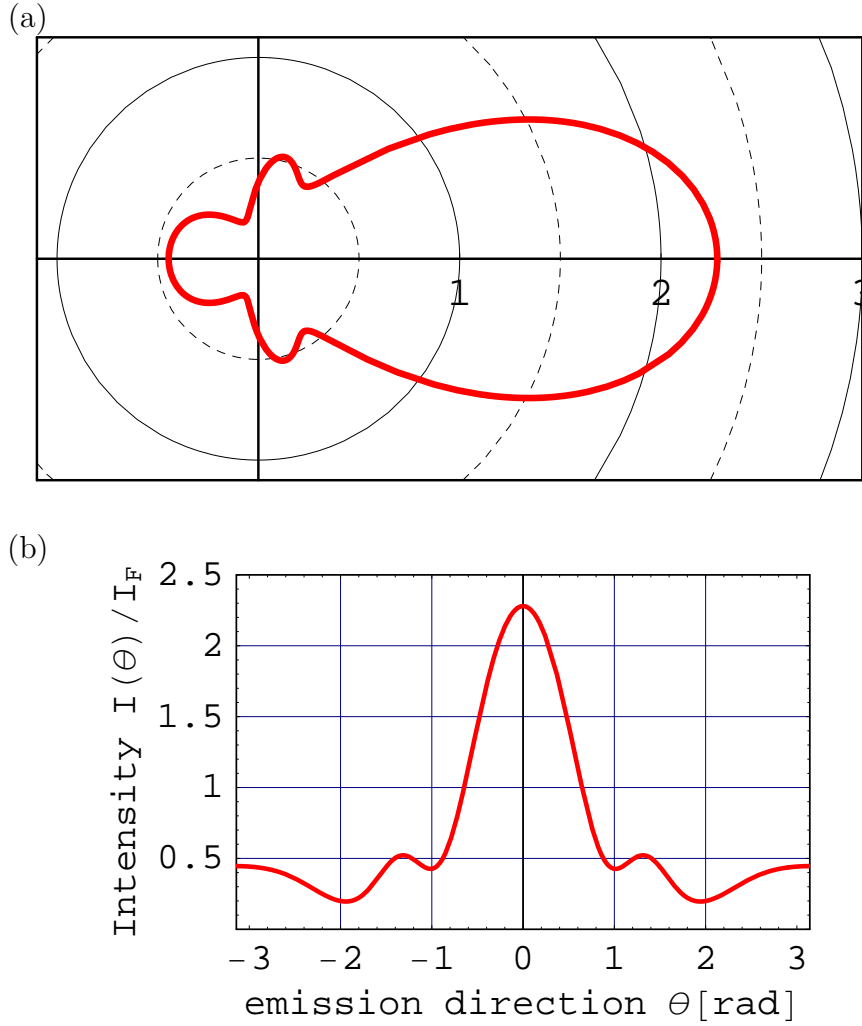 (a)
1 2 3
(b)
Intensity I(θ)/I_F
2.5
2
1.5
1
0.5
−3 −2 −1 0 1 2 3
emission direction θ[rad]